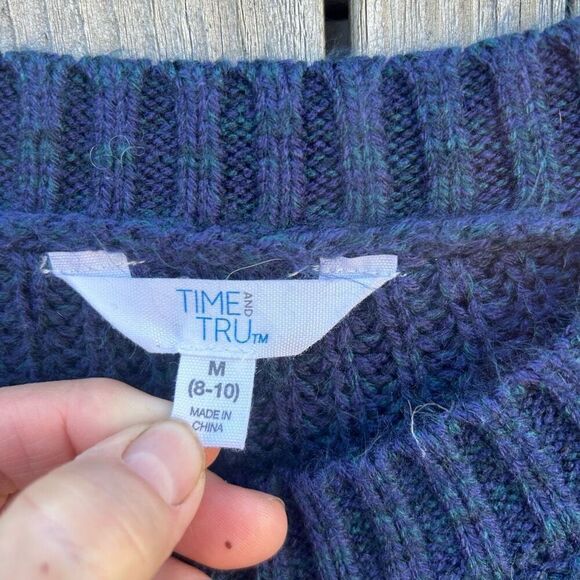 TIME AND
TRU™
M
(8-10)
MADE IN
CHINA